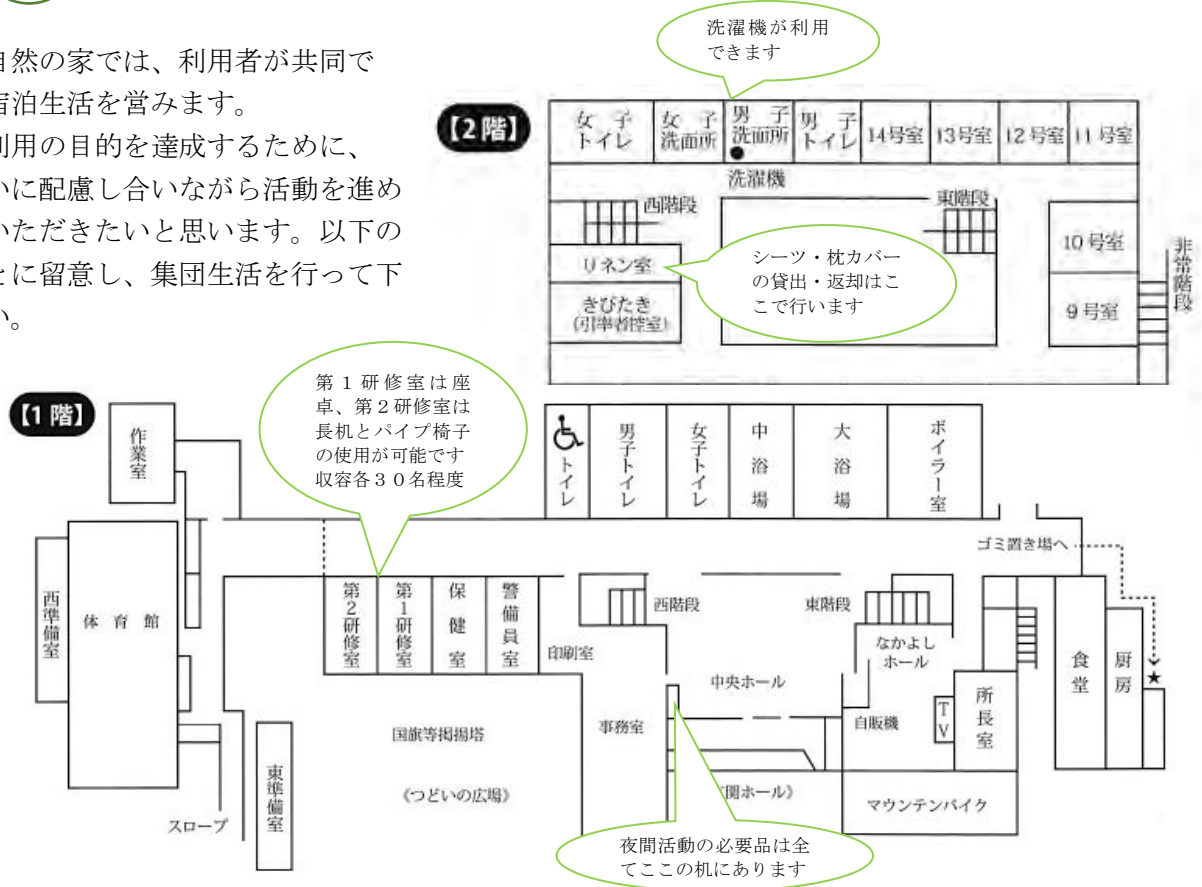 自然の家では、利用者が共同で
宿泊生活を営みます。
利用の目的を達成するために、
いに配慮し合いながら活動を進め
いただきたいと思います。以下の
とに留意し、集団生活を行って下
い。
洗濯機が利用
できます
【2階】
女子
トイレ
女子
洗面所
男子
洗面所
男子
トイレ
14号室
13号室
12号室
11号室
洗濯機
西階段
東階段
リネン室
シーツ・枕カバー
の貸出・返却はこ
こで行います
きびたき
(引率者控室)
10号室
9号室
非常階段
【1階】
第1研修室は座
卓、第2研修室は
長机とパイプ椅子
の使用が可能です
収容各30名程度
作業室
トイレ
男子トイレ
女子トイレ
中浴場
大浴場
ボイラー室
ゴミ置き場へ
西準備室
体育館
第2研修室
第1研修室
保健室
警備員室
印刷室
西階段
東階段
なかよし
ホール
中央ホール
事務室
自販機
TV
所長室
食堂
厨房
★
国旗等掲揚塔
《つどいの広場》
東準備室
スロープ
関ホール》
マウンテンバイク
夜間活動の必要品は全
てここの机にあります